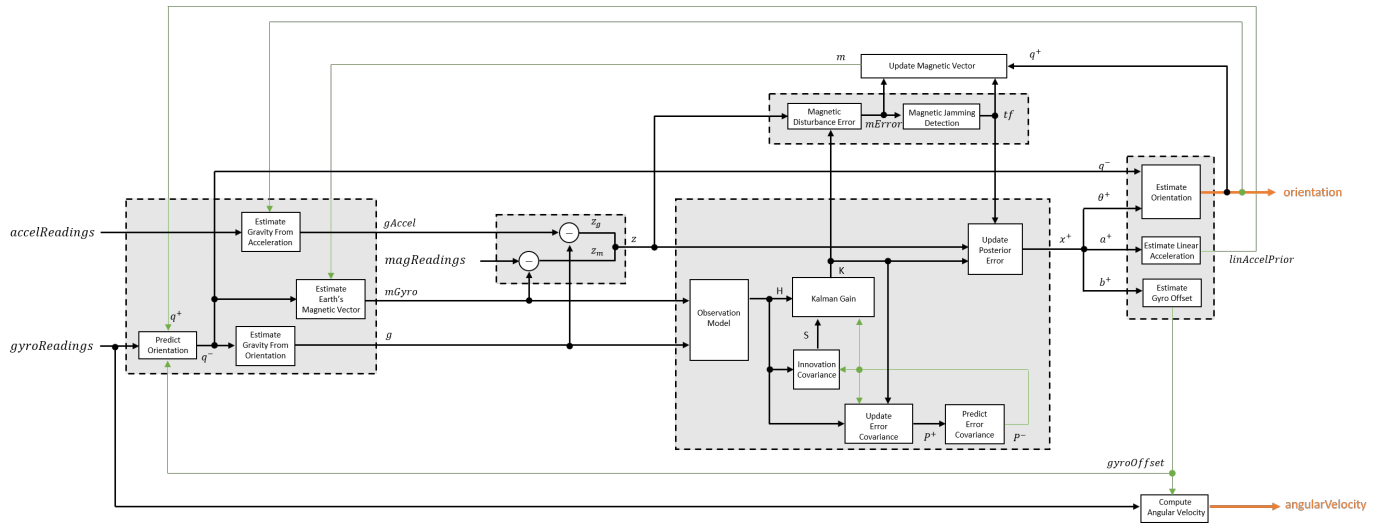 m
Update Magnetic Vector
q⁺
Magnetic
Disturbance Error
mError
Magnetic Jamming
Detection
tf
q⁻
Estimate
Orientation
orientation
θ⁺
Estimate
Gravity From
Acceleration
accelReadings
gAccel
−
z_g
z
z_m
magReadings
−
Update
Posterior
Error
x⁺
a⁺
Estimate Linear
Acceleration
linAccelPrior
b⁺
Estimate
Gyro Offset
Estimate
Earth's
Magnetic Vector
mGyro
K
H
Kalman Gain
Observation
Model
q⁺
gyroReadings
Predict
Orientation
q⁻
Estimate
Gravity From
Orientation
g
S
Innovation
Covariance
Update
Error
Covariance
P⁺
Predict
Error
Covariance
P⁻
gyroOffset
Compute
Angular Velocity
angularVelocity